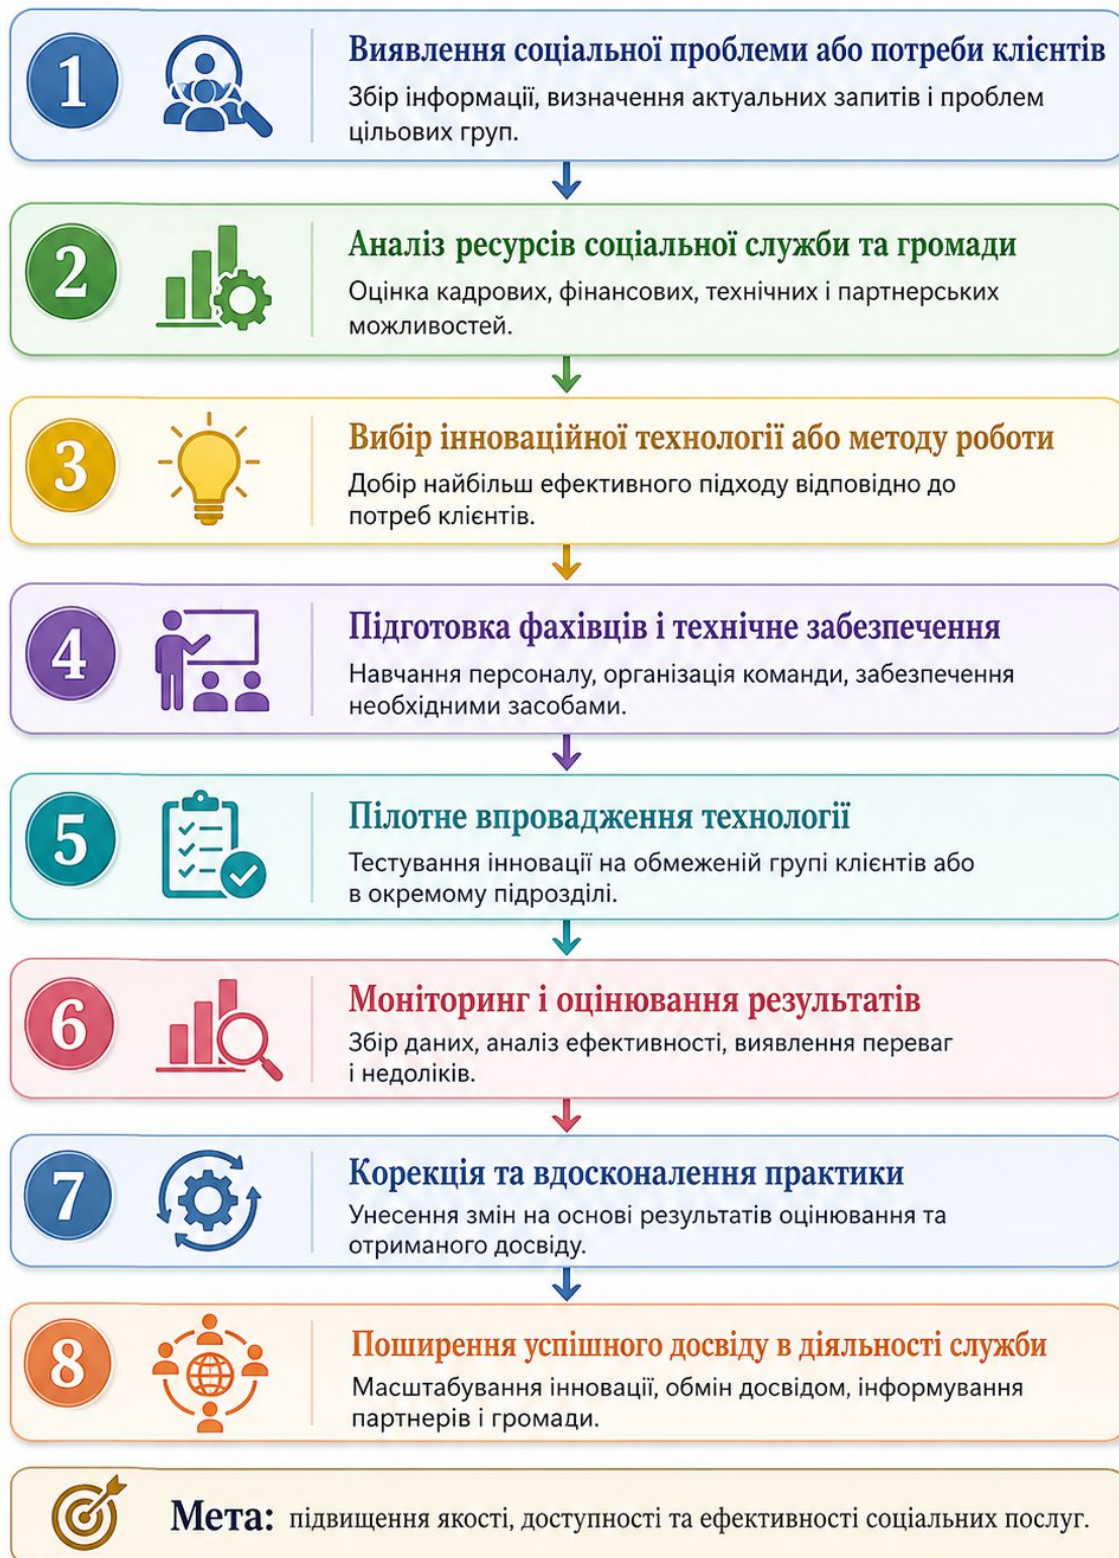 1
Виявлення соціальної проблеми або потреби клієнтів
Збір інформації, визначення актуальних запитів і проблем
цільових груп.
2
Аналіз ресурсів соціальної служби та громади
Оцінка кадрових, фінансових, технічних і партнерських
можливостей.
3
Вибір інноваційної технології або методу роботи
Добір найбільш ефективного підходу відповідно до
потреб клієнтів.
4
Підготовка фахівців і технічне забезпечення
Навчання персоналу, організація команди, забезпечення
необхідними засобами.
5
Пілотне впровадження технології
Тестування інновації на обмеженій групі клієнтів або
в окремому підрозділі.
6
Моніторинг і оцінювання результатів
Збір даних, аналіз ефективності, виявлення переваг
і недоліків.
7
Корекція та вдосконалення практики
Унесення змін на основі результатів оцінювання та
отриманого досвіду.
8
Поширення успішного досвіду в діяльності служби
Масштабування інновації, обмін досвідом, інформування
партнерів і громади.
Мета: підвищення якості, доступності та ефективності соціальних послуг.